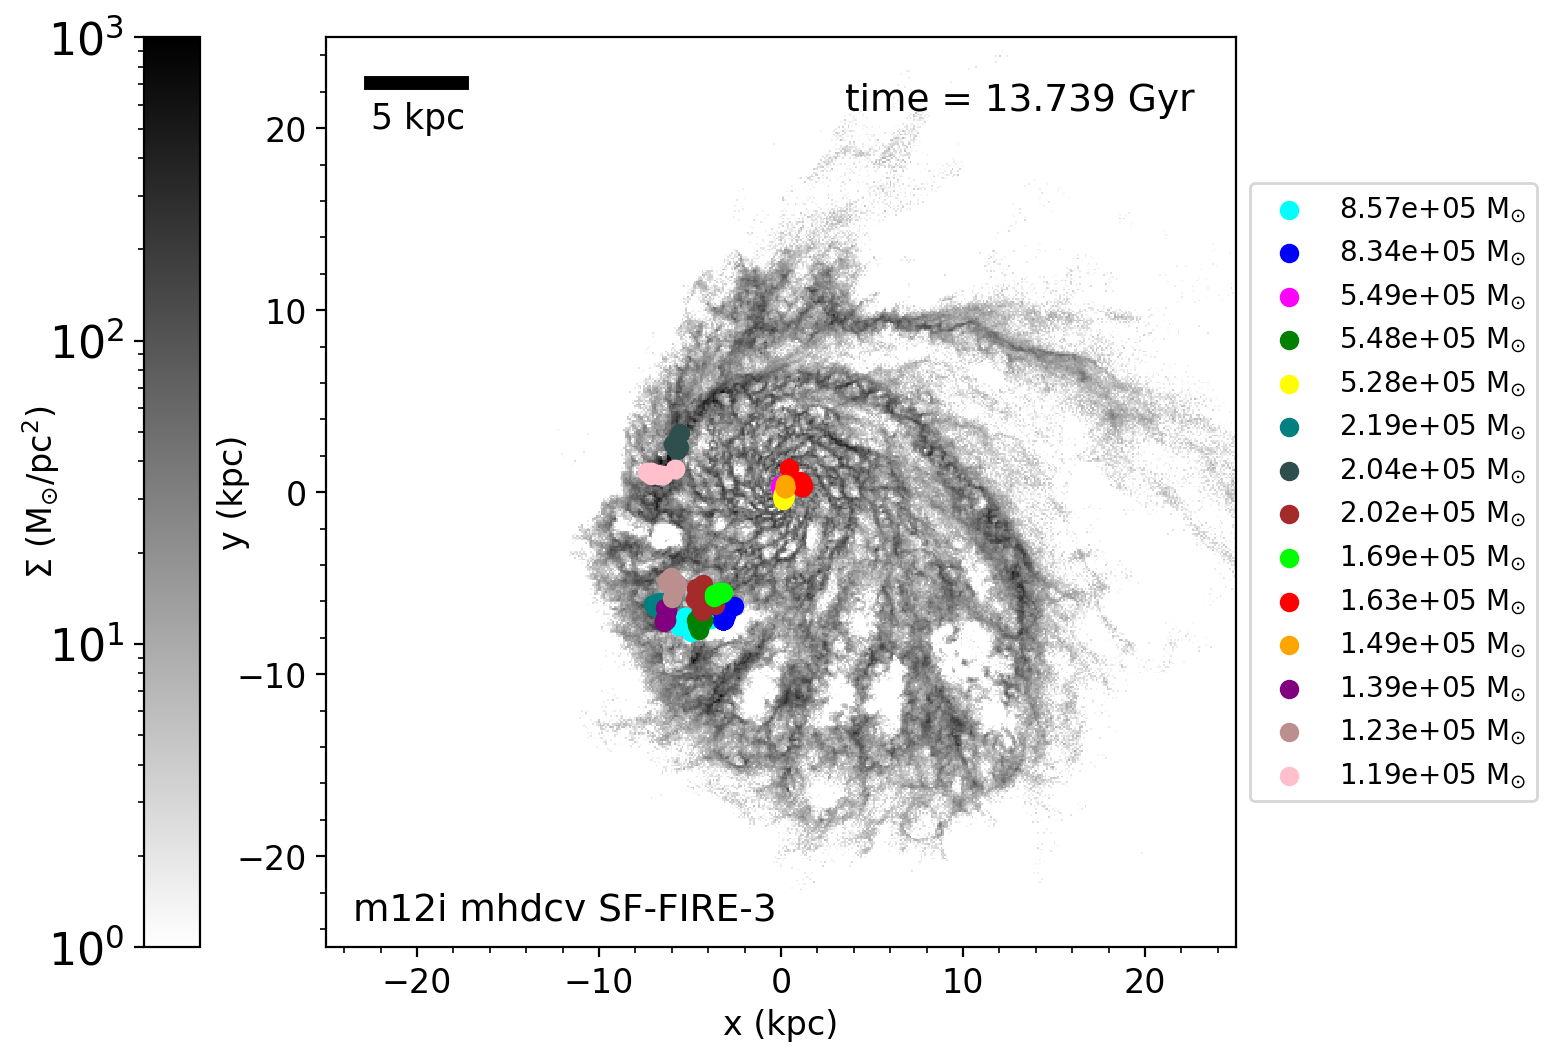 10³
10²
10¹
10⁰
Σ (M⊙/pc²)
y (kpc)
20
10
0
−10
−20
5 kpc
time = 13.739 Gyr
m12i mhdcv SF-FIRE-3
−20
−10
0
10
20
x (kpc)
8.57e+05 M⊙
8.34e+05 M⊙
5.49e+05 M⊙
5.48e+05 M⊙
5.28e+05 M⊙
2.19e+05 M⊙
2.04e+05 M⊙
2.02e+05 M⊙
1.69e+05 M⊙
1.63e+05 M⊙
1.49e+05 M⊙
1.39e+05 M⊙
1.23e+05 M⊙
1.19e+05 M⊙